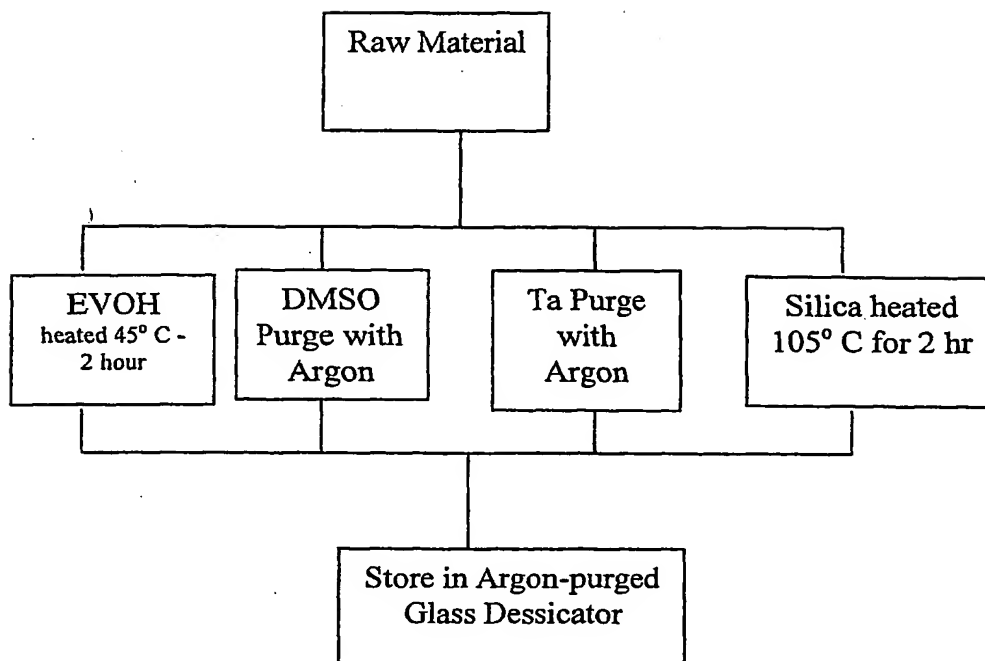 Raw Material
EVOH
heated 45° C -
2 hour
DMSO
Purge with
Argon
Ta Purge
with
Argon
Silica heated
105° C for 2 hr
Store in Argon-purged
Glass Dessicator